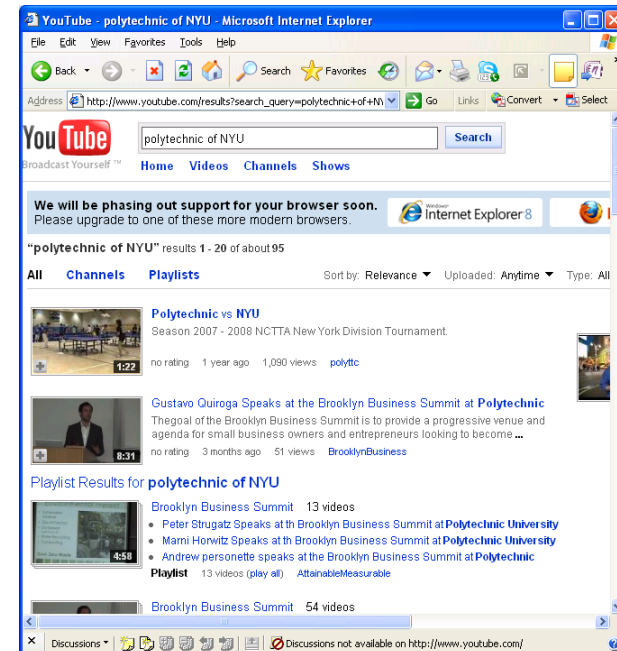 YouTube - polytechnic of NYU - Microsoft Internet Explorer
File Edit View Favorites Tools Help
Back Search Favorites
Address http://www.youtube.com/results?search_query=polytechnic+of+N Go Links Convert Select
You Tube polytechnic of NYU Search
Broadcast Yourself ™ Home Videos Channels Shows
We will be phasing out support for your browser soon.
Please upgrade to one of these more modern browsers.
Windows Internet Explorer 8
"polytechnic of NYU" results 1 - 20 of about 95
All Channels Playlists Sort by: Relevance Uploaded: Anytime Type: All
Polytechnic vs NYU
Season 2007 - 2008 NCTTA New York Division Tournament.
1:22 no rating 1 year ago 1,090 views polyttc
Gustavo Quiroga Speaks at the Brooklyn Business Summit at Polytechnic
Thegoal of the Brooklyn Business Summit is to provide a progressive venue and
agenda for small business owners and entrepreneurs looking to become ...
8:31 no rating 3 months ago 51 views BrooklynBusiness
Playlist Results for polytechnic of NYU
Brooklyn Business Summit 13 videos
Peter Strugatz Speaks at th Brooklyn Business Summit at Polytechnic University
Marni Horwitz Speaks at th Brooklyn Business Summit at Polytechnic University
4:58 Andrew personette speaks at the Brooklyn Business Summit at Polytechnic
Playlist 13 videos (play all) AttainableMeasurable
Brooklyn Business Summit 54 videos
Discussions Discussions not available on http://www.youtube.com/